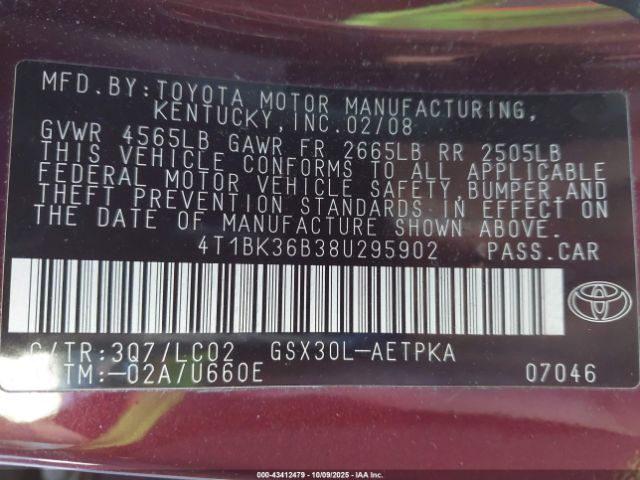 MFD. BY: TOYOTA MOTOR MANUFACTURING,
KENTUCKY, INC. 02/08
GVWR 4565LB GAWR FR 2665LB RR 2505LB
THIS VEHICLE CONFORMS TO ALL APPLICABLE
FEDERAL MOTOR VEHICLE SAFETY, BUMPER, AND
THEFT PREVENTION STANDARDS IN EFFECT ON
THE DATE OF MANUFACTURE SHOWN ABOVE.
4T1BK36B38U295902 PASS.CAR
C/TR:3Q7/LC02 GSX30L-AETPKA
TM:-02A/U660E 07046
000-43412479 | 10/09/2025 | IAA Inc.